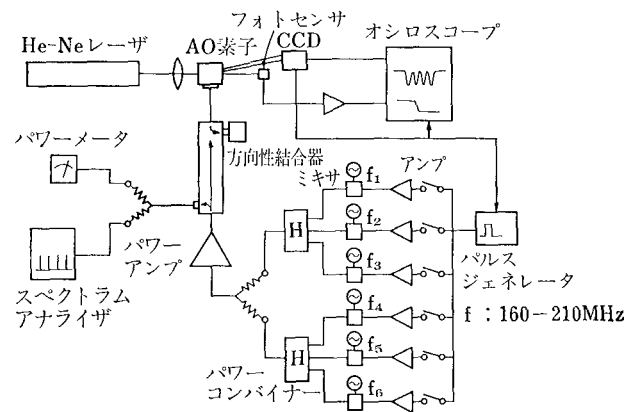 フォトセンサ
He-Neレーザ
AO素子
CCD
オシロスコープ
パワーメータ
方向性結合器
ミキサ
アンプ
f1
f2
f3
f4
f5
f6
H
H
パワー
アンプ
スペクトラム
アナライザ
パルス
ジェネレータ
f : 160-210MHz
パワー
コンバイナー